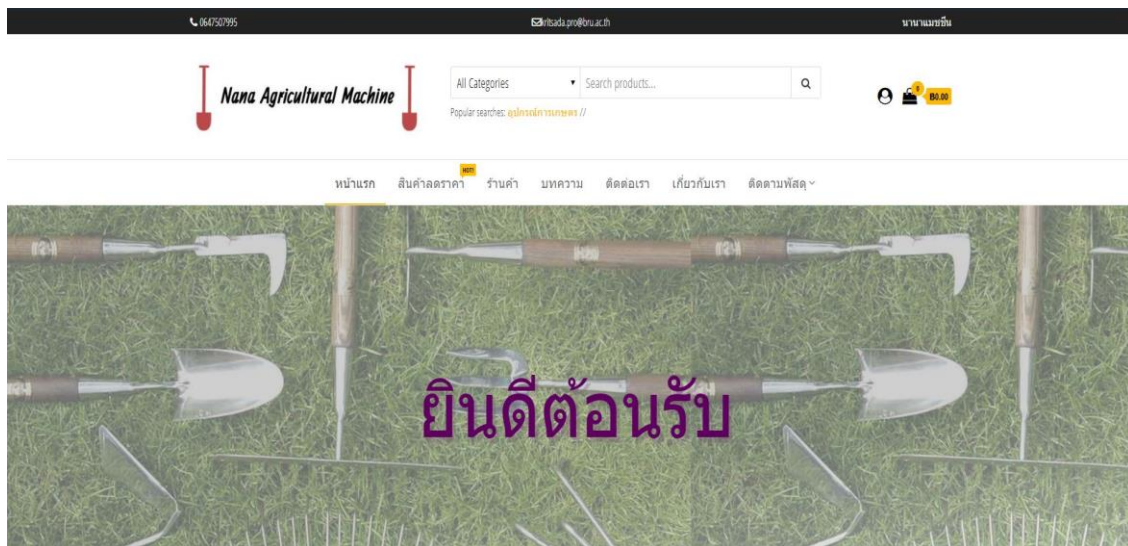 0647507995
kritsada.pro@bru.ac.th
นานาแมชชีน
Nana Agricultural Machine
All Categories
Search products...
0
฿0.00
Popular searches: อุปกรณ์การเกษตร //
HOT!
หน้าแรก สินค้าลดราคา ร้านค้า บทความ ติดต่อเรา เกี่ยวกับเรา ติดตามพัสดุ
ยินดีต้อนรับ